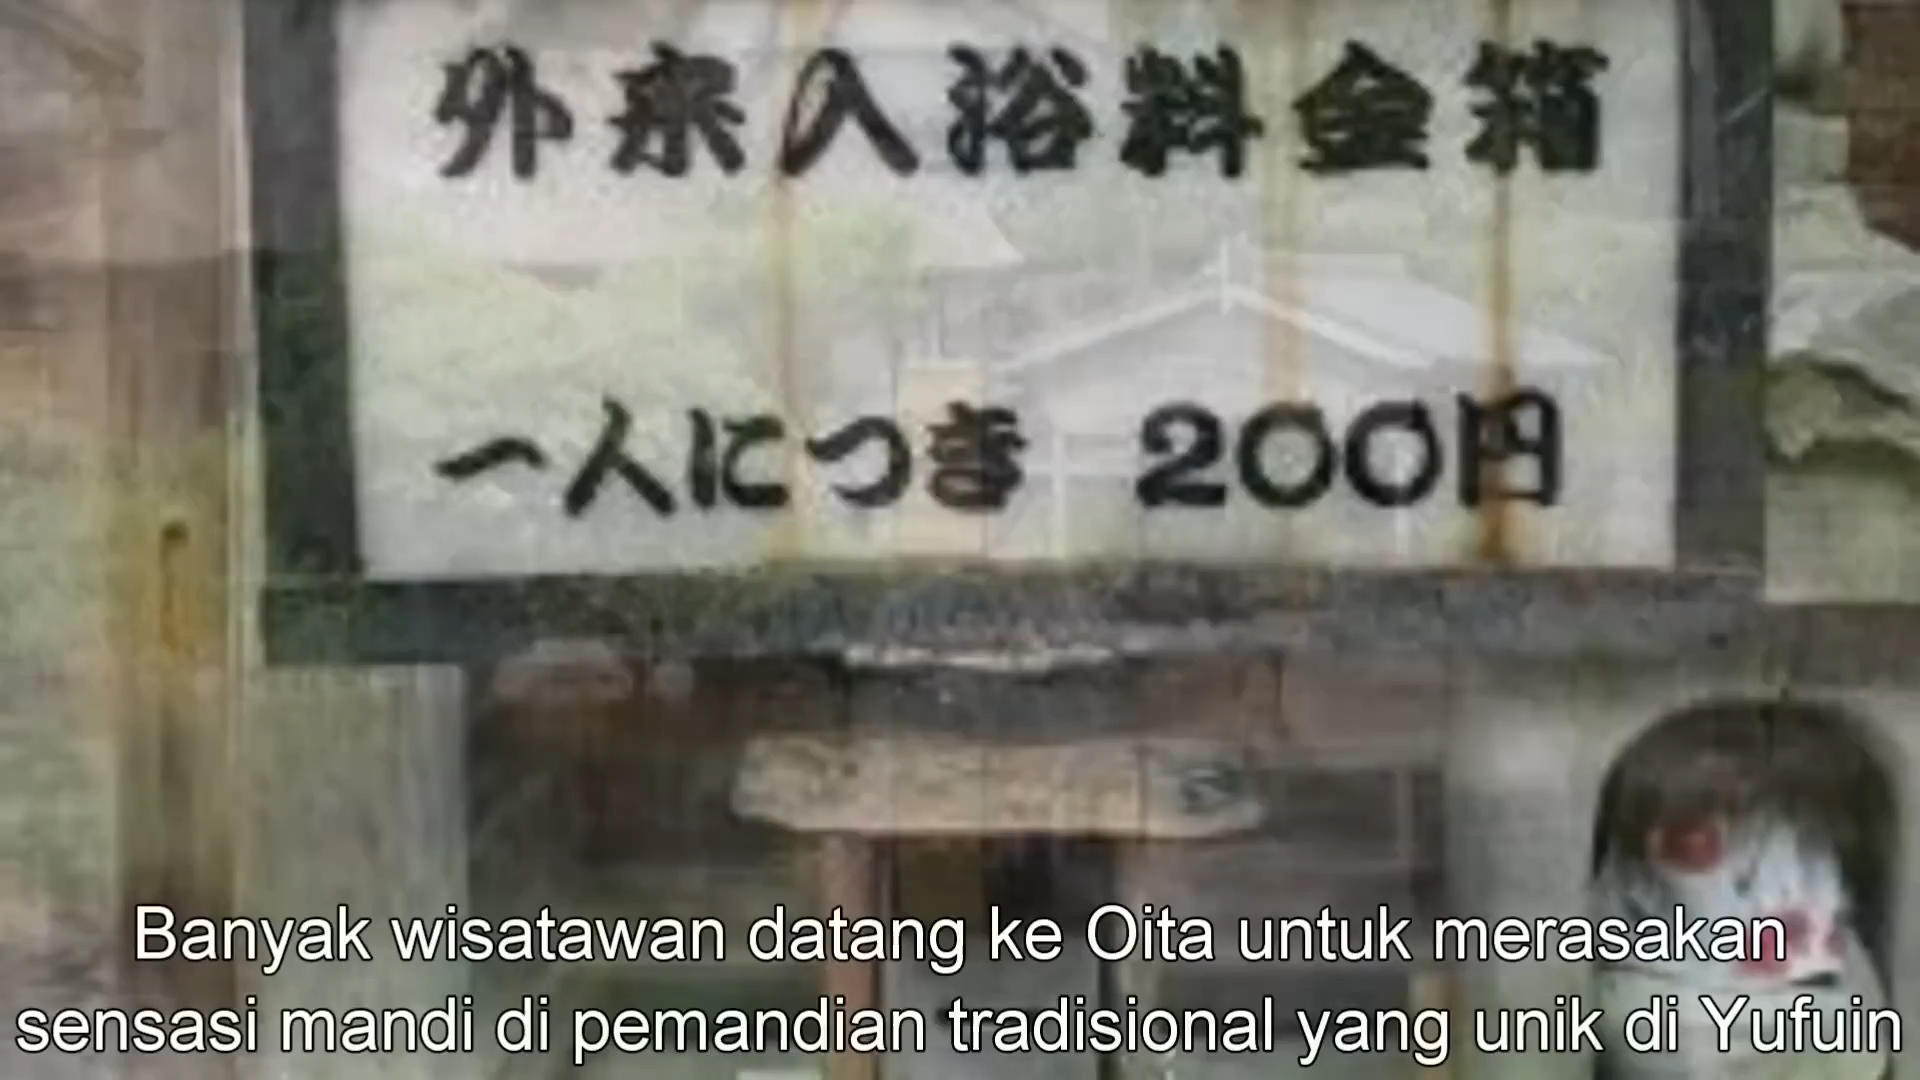 外来入浴料金箱
一人につき 200円
Banyak wisatawan datang ke Oita untuk merasakan
sensasi mandi di pemandian tradisional yang unik di Yufuin